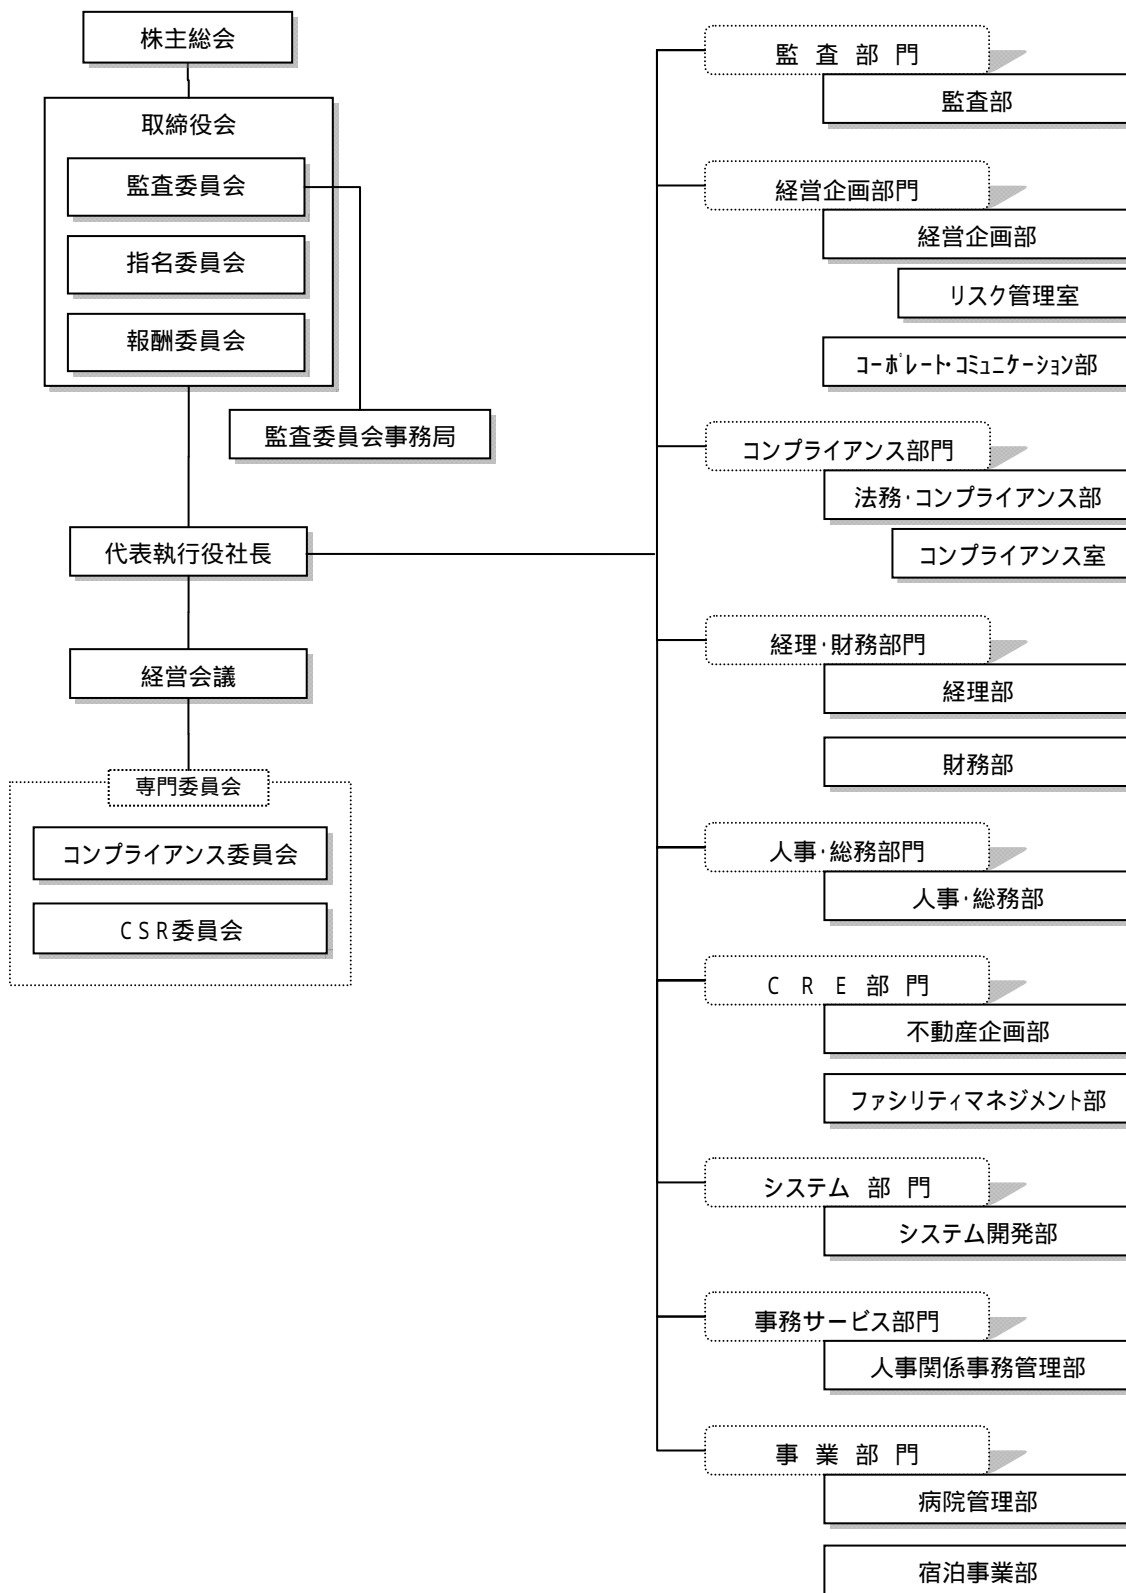 株主総会
取締役会
監査委員会
指名委員会
報酬委員会
監査委員会事務局
代表執行役社長
経営会議
専門委員会
コンプライアンス委員会
CSR委員会
監 査 部 門
監査部
経営企画部門
経営企画部
リスク管理室
コーポレート・コミュニケーション部
コンプライアンス部門
法務・コンプライアンス部
コンプライアンス室
経理・財務部門
経理部
財務部
人事・総務部門
人事・総務部
C R E 部 門
不動産企画部
ファシリティマネジメント部
システム 部 門
システム開発部
事務サービス部門
人事関係事務管理部
事 業 部 門
病院管理部
宿泊事業部